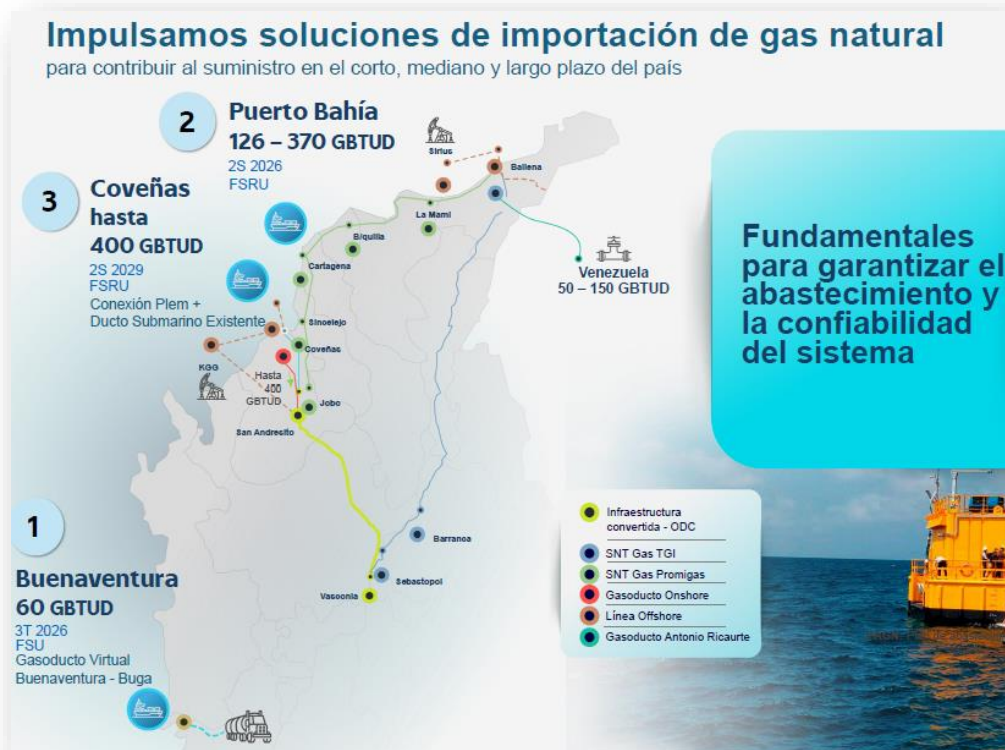 Impulsamos soluciones de importación de gas natural
para contribuir al suministro en el corto, mediano y largo plazo del país
2
Puerto Bahía
126 – 370 GBTUD
2S 2026
FSRU
3
Coveñas
hasta
400 GBTUD
2S 2029
FSRU
Conexión Plem +
Ducto Submarino Existente
Sirius
Ballena
La Mami
B/quilla
Cartagena
Venezuela
50 – 150 GBTUD
Sincelejo
Coveñas
KGG
Hasta
400
GBTUD
Jobo
San Andresito
Barranca
Sebastopol
Vasconia
1
Buenaventura
60 GBTUD
3T 2026
FSU
Gasoducto Virtual
Buenaventura - Buga
Fundamentales
para garantizar el
abastecimiento y
la confiabilidad
del sistema
Infraestructura
convertida - ODC
SNT Gas TGI
SNT Gas Promigas
Gasoducto Onshore
Línea Offshore
Gasoducto Antonio Ricaurte